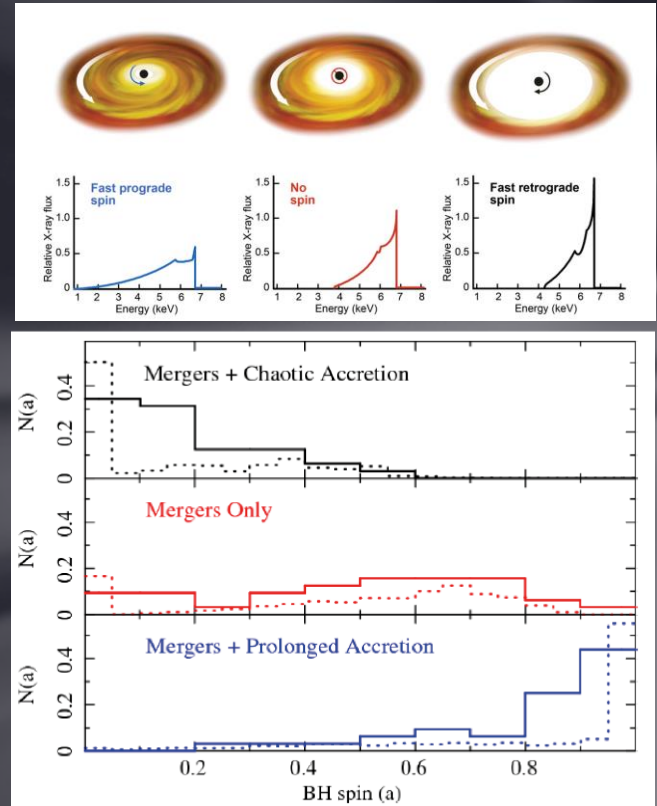 Fast prograde
spin
No
spin
Fast retrograde
spin
Relative X-ray flux
1.5
1.0
0.5
0
1 2 3 4 5 6 7 8
Energy (keV)
Relative X-ray flux
1.5
1.0
0.5
0
1 2 3 4 5 6 7 8
Energy (keV)
Relative X-ray flux
1.5
1.0
0.5
0
1 2 3 4 5 6 7 8
Energy (keV)
Mergers + Chaotic Accretion
N(a)
0.4
0.2
0
Mergers Only
N(a)
0.4
0.2
0
Mergers + Prolonged Accretion
N(a)
0.4
0.2
0
0.2 0.4 0.6 0.8
BH spin (a)